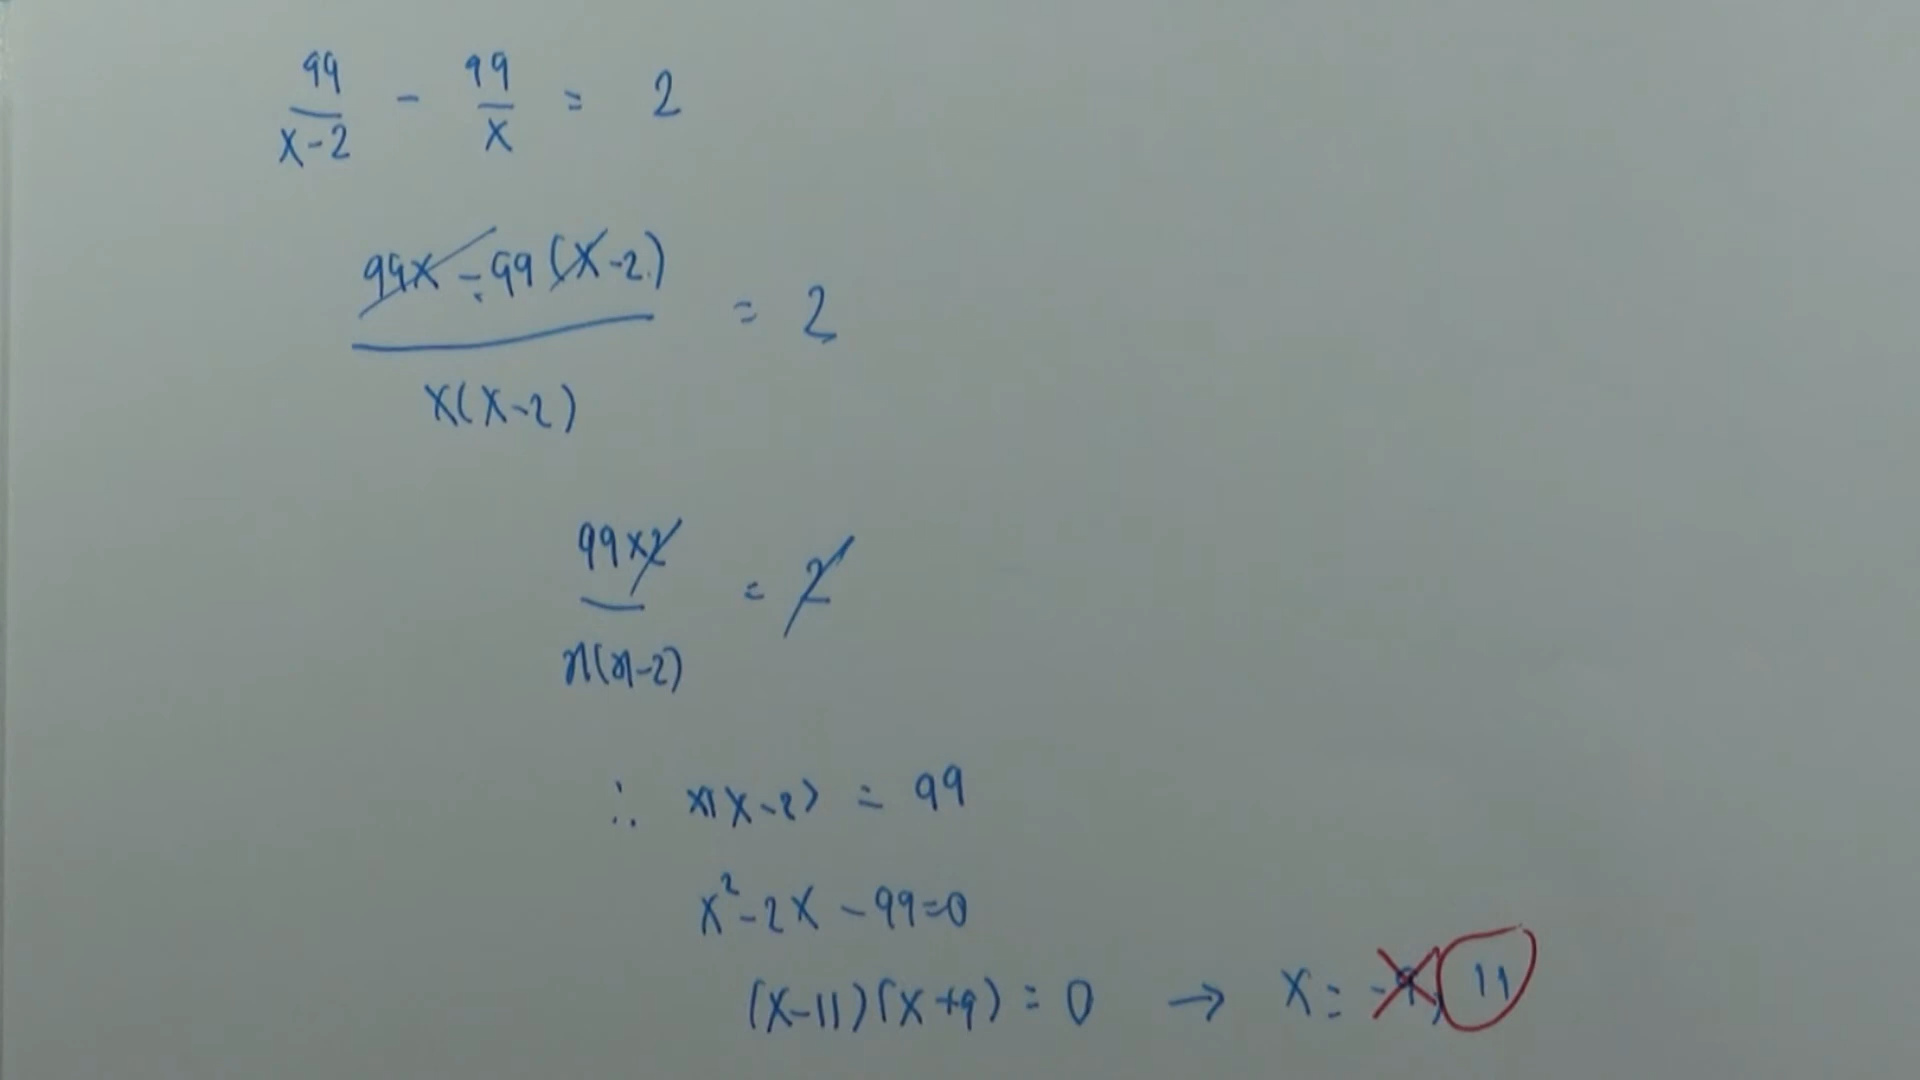 99/(x-2) - 99/x = 2
(99x - 99(x-2))/(x(x-2)) = 2
(99×2)/(x(x-2)) = 2
∴ x(x-2) = 99
x² - 2x - 99 = 0
(x-11)(x+9) = 0 → x = -9, 11